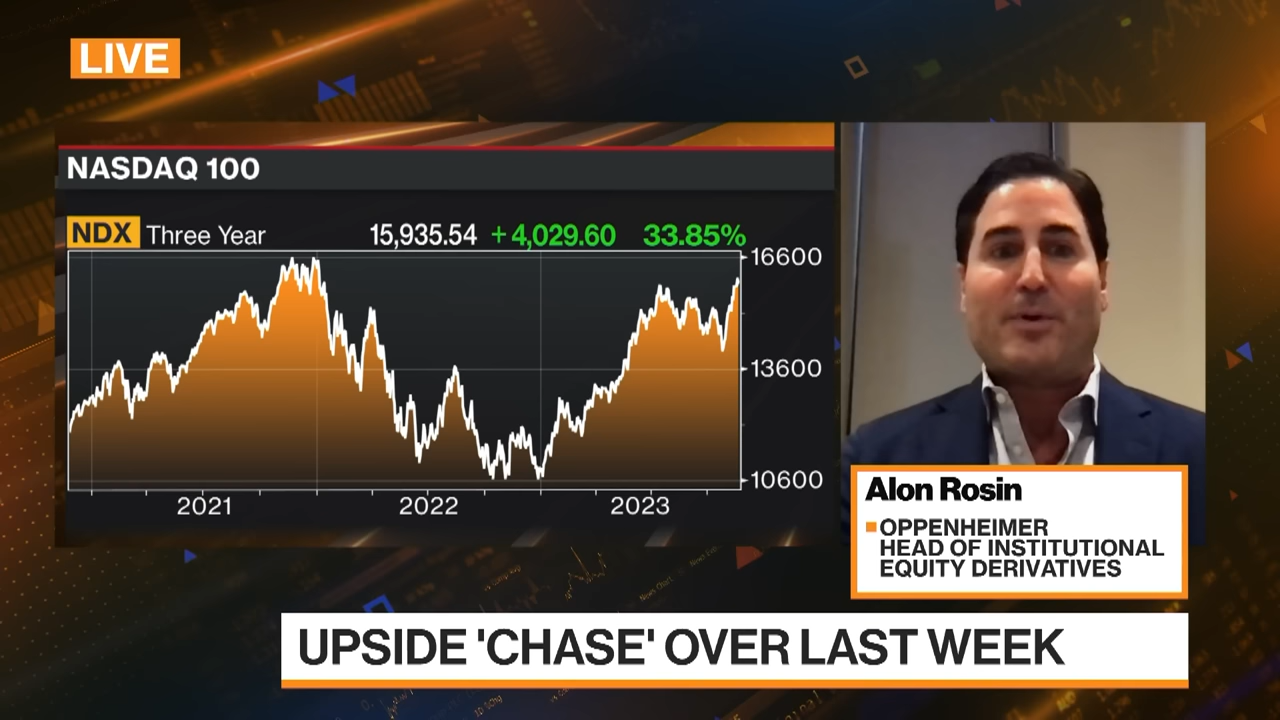 LIVE
NASDAQ 100
NDX Three Year 15,935.54 +4,029.60 33.85%
16600
13600
10600
2021 2022 2023
Alon Rosin
OPPENHEIMER
HEAD OF INSTITUTIONAL
EQUITY DERIVATIVES
UPSIDE 'CHASE' OVER LAST WEEK